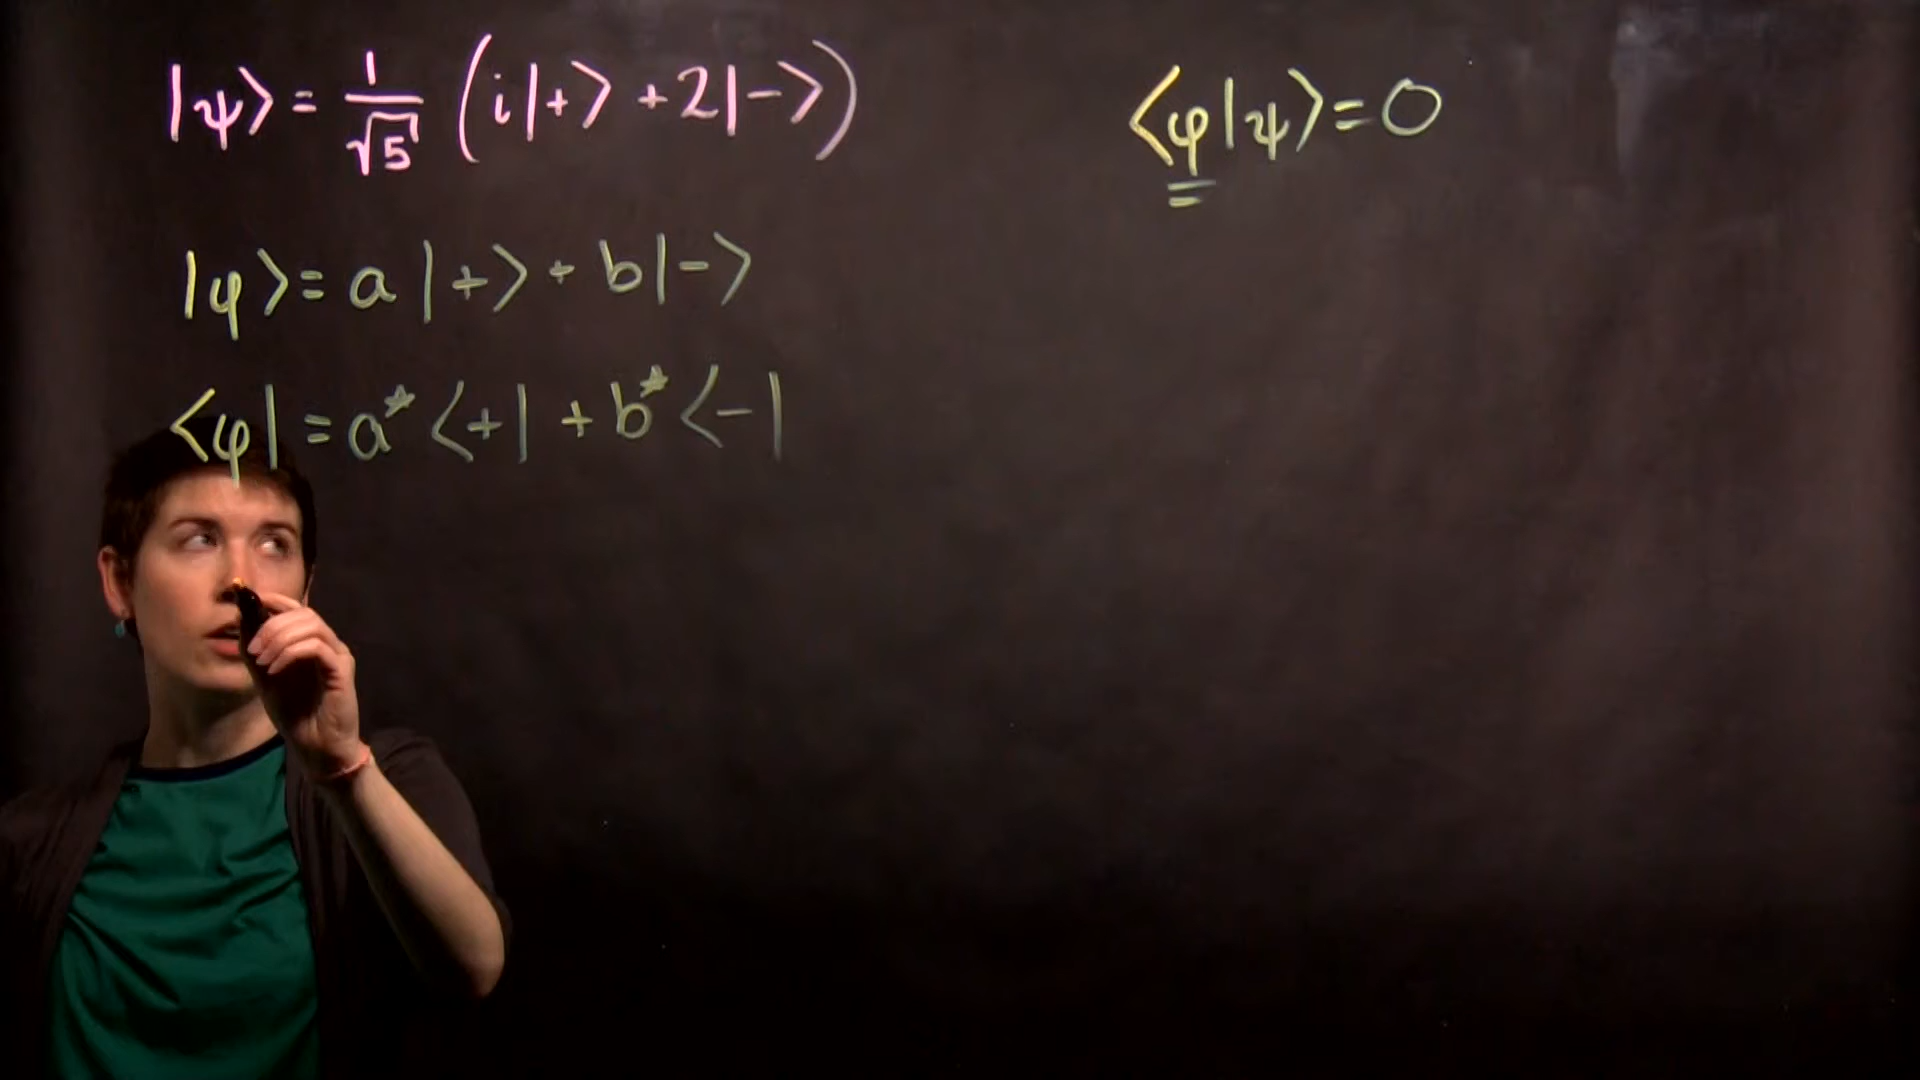 |ψ⟩ = 1/√5 (i|+⟩ + 2|−⟩)
⟨φ|ψ⟩ = 0
|φ⟩ = a|+⟩ + b|−⟩
⟨φ| = a*⟨+| + b*⟨−|